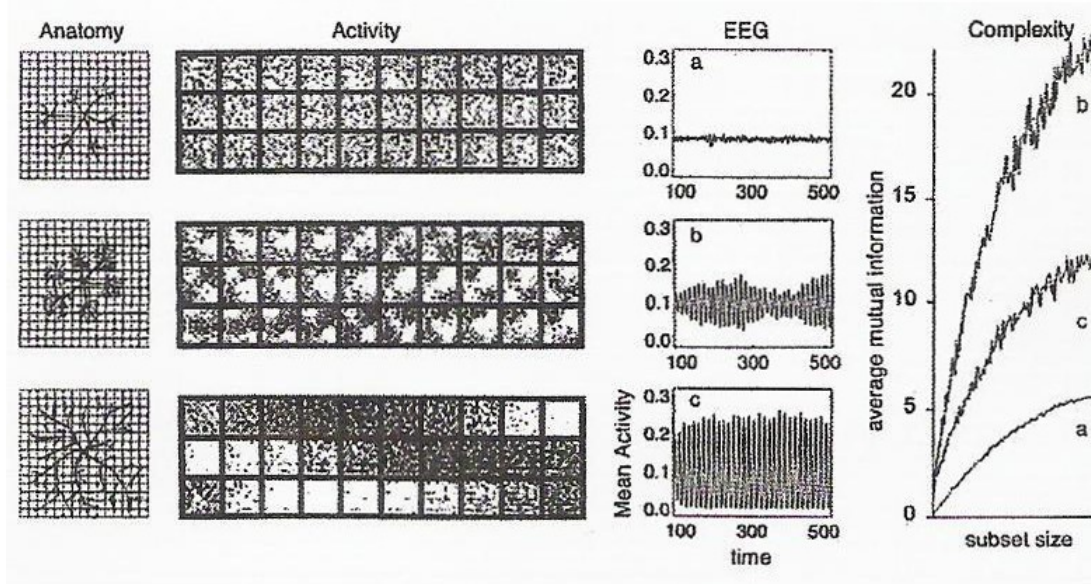 Anatomy
Activity
EEG
Complexity
0.3
0.2
0.1
0.0
a
100 300 500
0.3
0.2
0.1
0.0
b
100 300 500
Mean Activity
0.3
0.2
0.1
0.0
c
100 300 500
time
average mutual information
20
15
10
5
0
b
c
a
subset size